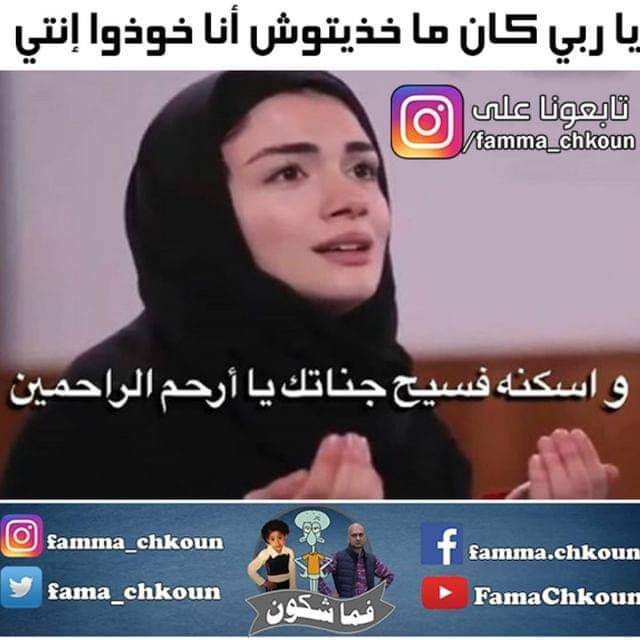 يا ربي كان ما خذيتوش أنا خوذوا إنتي
تابعونا على
/famma_chkoun
و اسكنه فسيح جناتك يا أرحم الراحمين
famma_chkoun
famma.chkoun
fama_chkoun
FamaChkoun
فما شكون